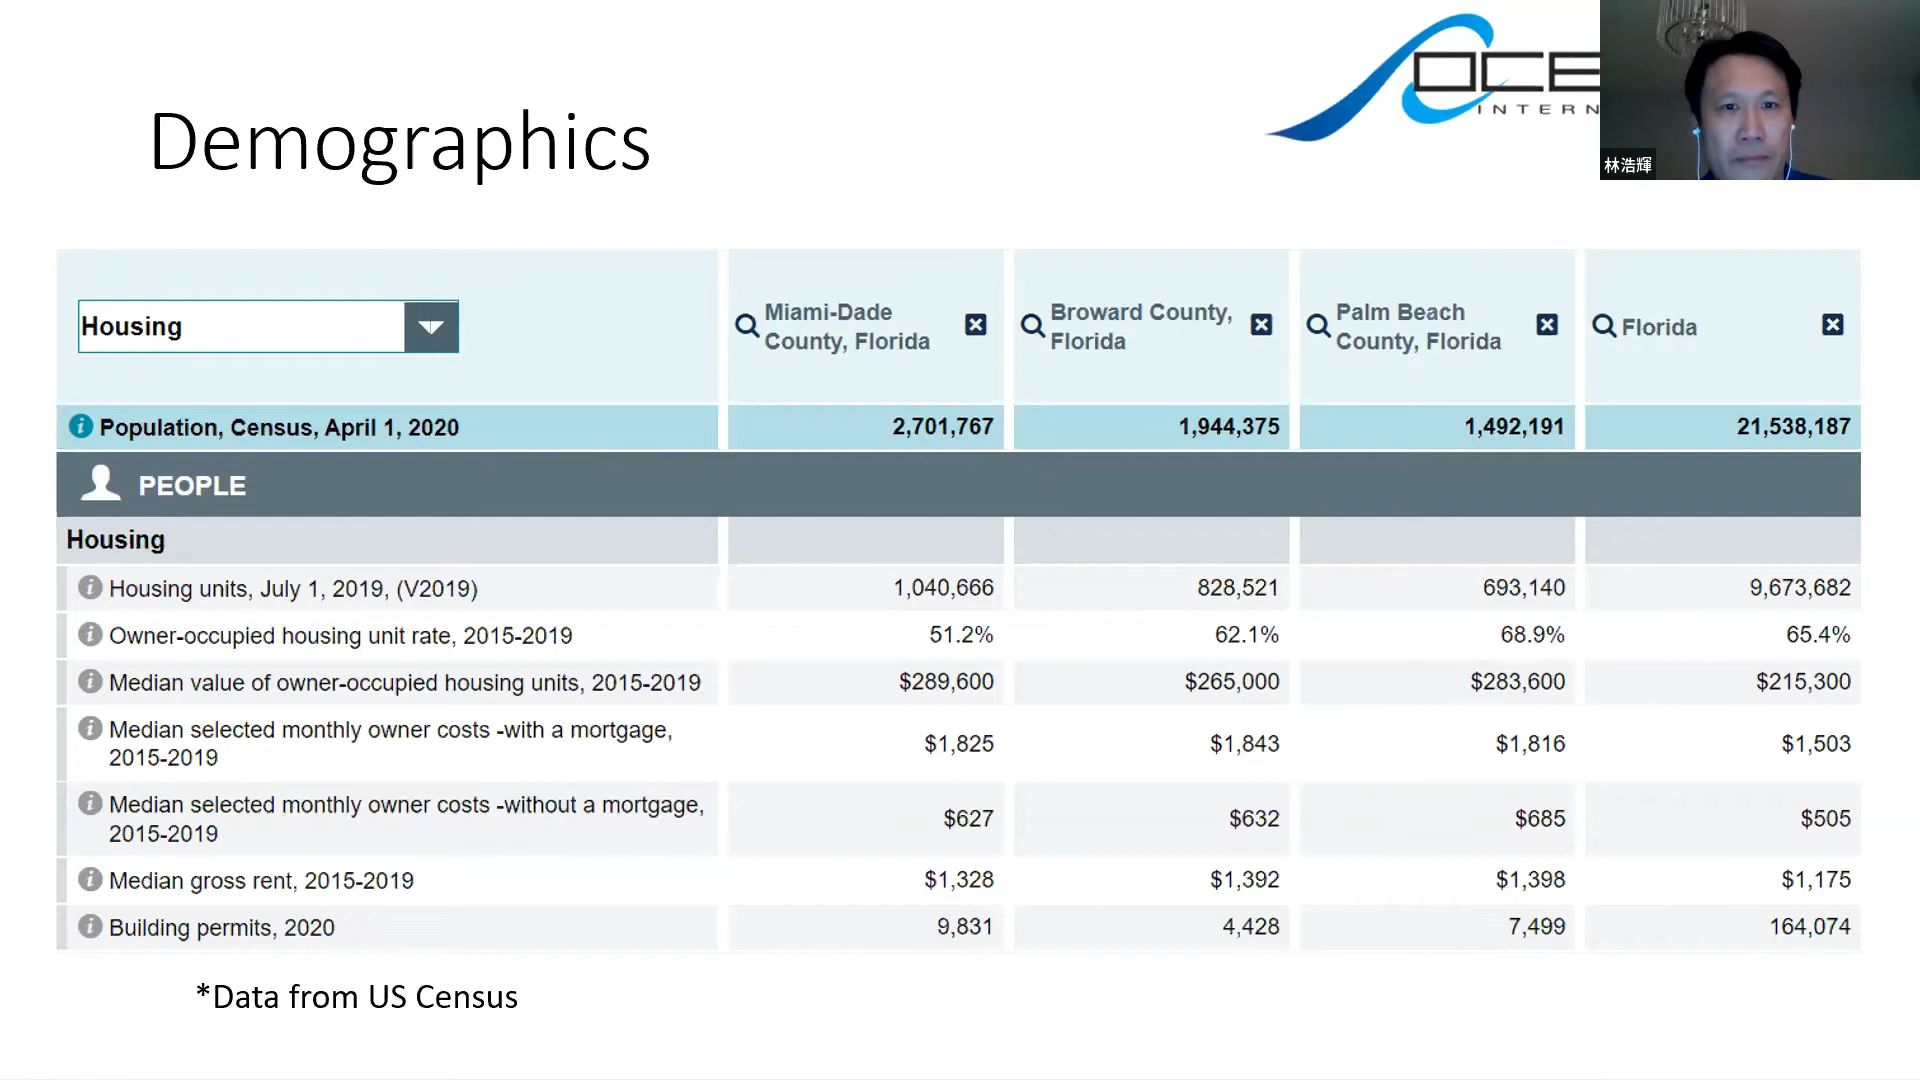 OCE
INTERN
林浩輝
Demographics
Housing
Miami-Dade
County, Florida
Broward County,
Florida
Palm Beach
County, Florida
Florida
Population, Census, April 1, 2020 2,701,767 1,944,375 1,492,191 21,538,187
PEOPLE
Housing
Housing units, July 1, 2019, (V2019) 1,040,666 828,521 693,140 9,673,682
Owner-occupied housing unit rate, 2015-2019 51.2% 62.1% 68.9% 65.4%
Median value of owner-occupied housing units, 2015-2019 $289,600 $265,000 $283,600 $215,300
Median selected monthly owner costs -with a mortgage,
2015-2019 $1,825 $1,843 $1,816 $1,503
Median selected monthly owner costs -without a mortgage,
2015-2019 $627 $632 $685 $505
Median gross rent, 2015-2019 $1,328 $1,392 $1,398 $1,175
Building permits, 2020 9,831 4,428 7,499 164,074
*Data from US Census